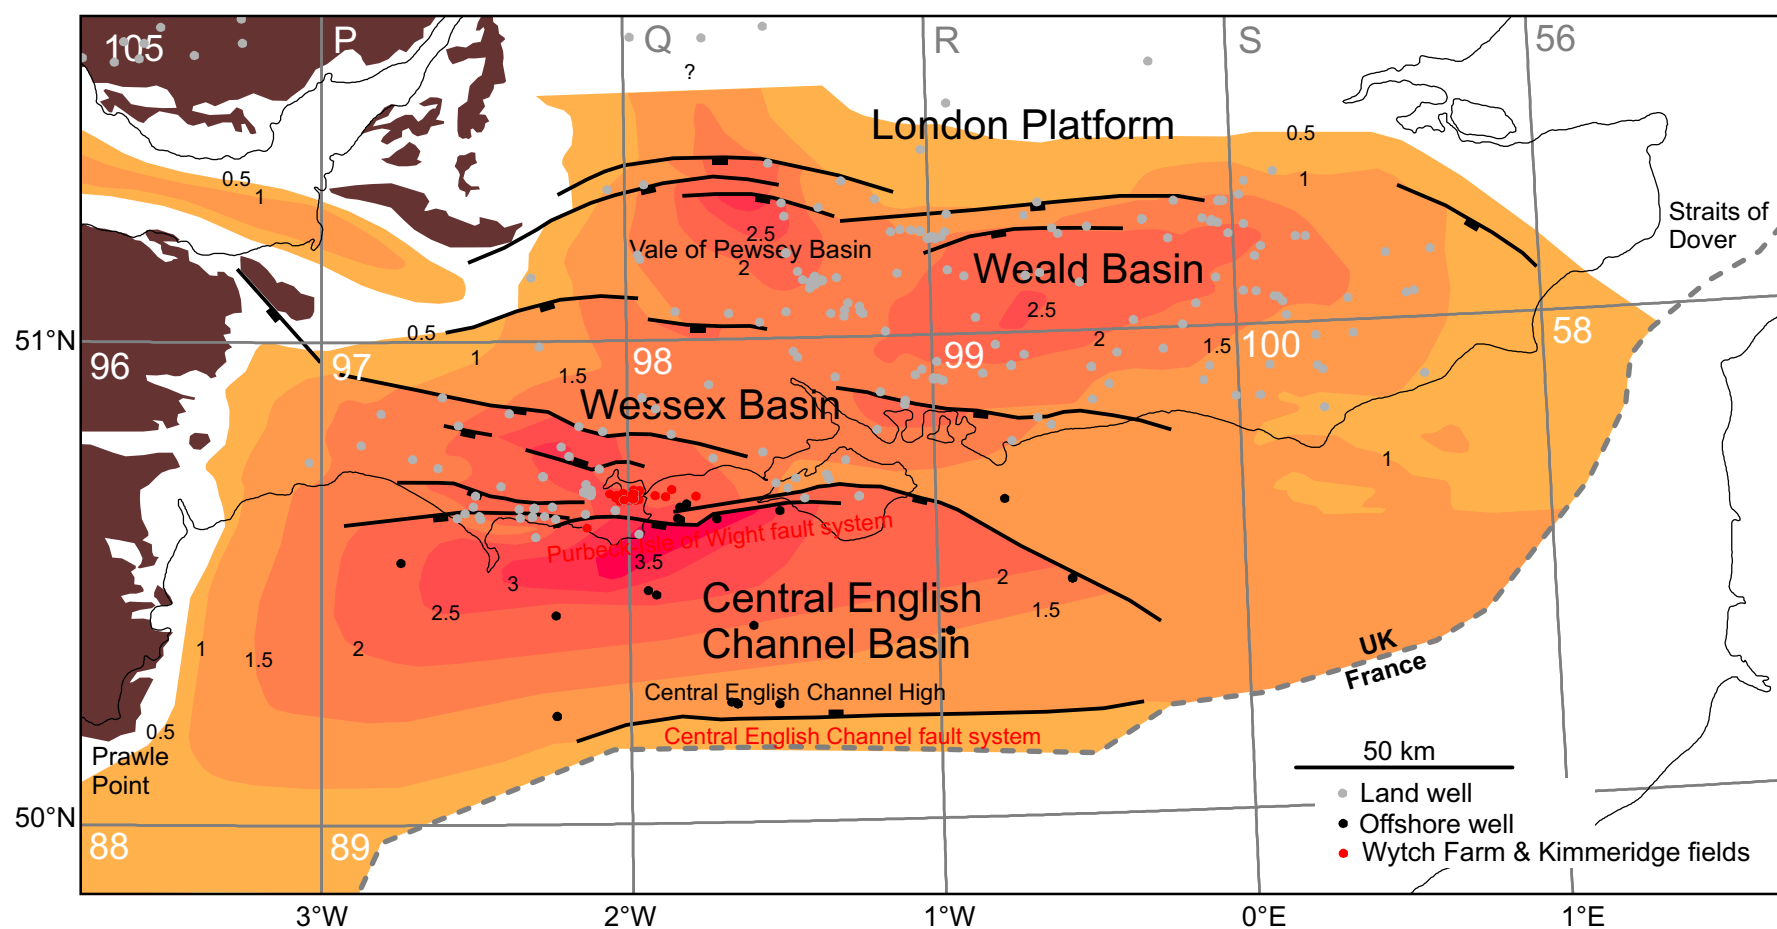 105
P
Q
R
S
56
?
London Platform
0.5
0.5
1
1
Straits of
Dover
2.5
Vale of Pewsey Basin
2
Weald Basin
2.5
51°N
0.5
96
97
1
1.5
98
99
2
1.5
100
58
Wessex Basin
1
Purbeck-Isle of Wight fault system
3.5
3
2.5
2
1.5
Central English
Channel Basin
1
1.5
2
UK
France
Central English Channel High
Central English Channel fault system
0.5
Prawle
Point
50 km
Land well
Offshore well
Wytch Farm & Kimmeridge fields
50°N
88
89
3°W
2°W
1°W
0°E
1°E